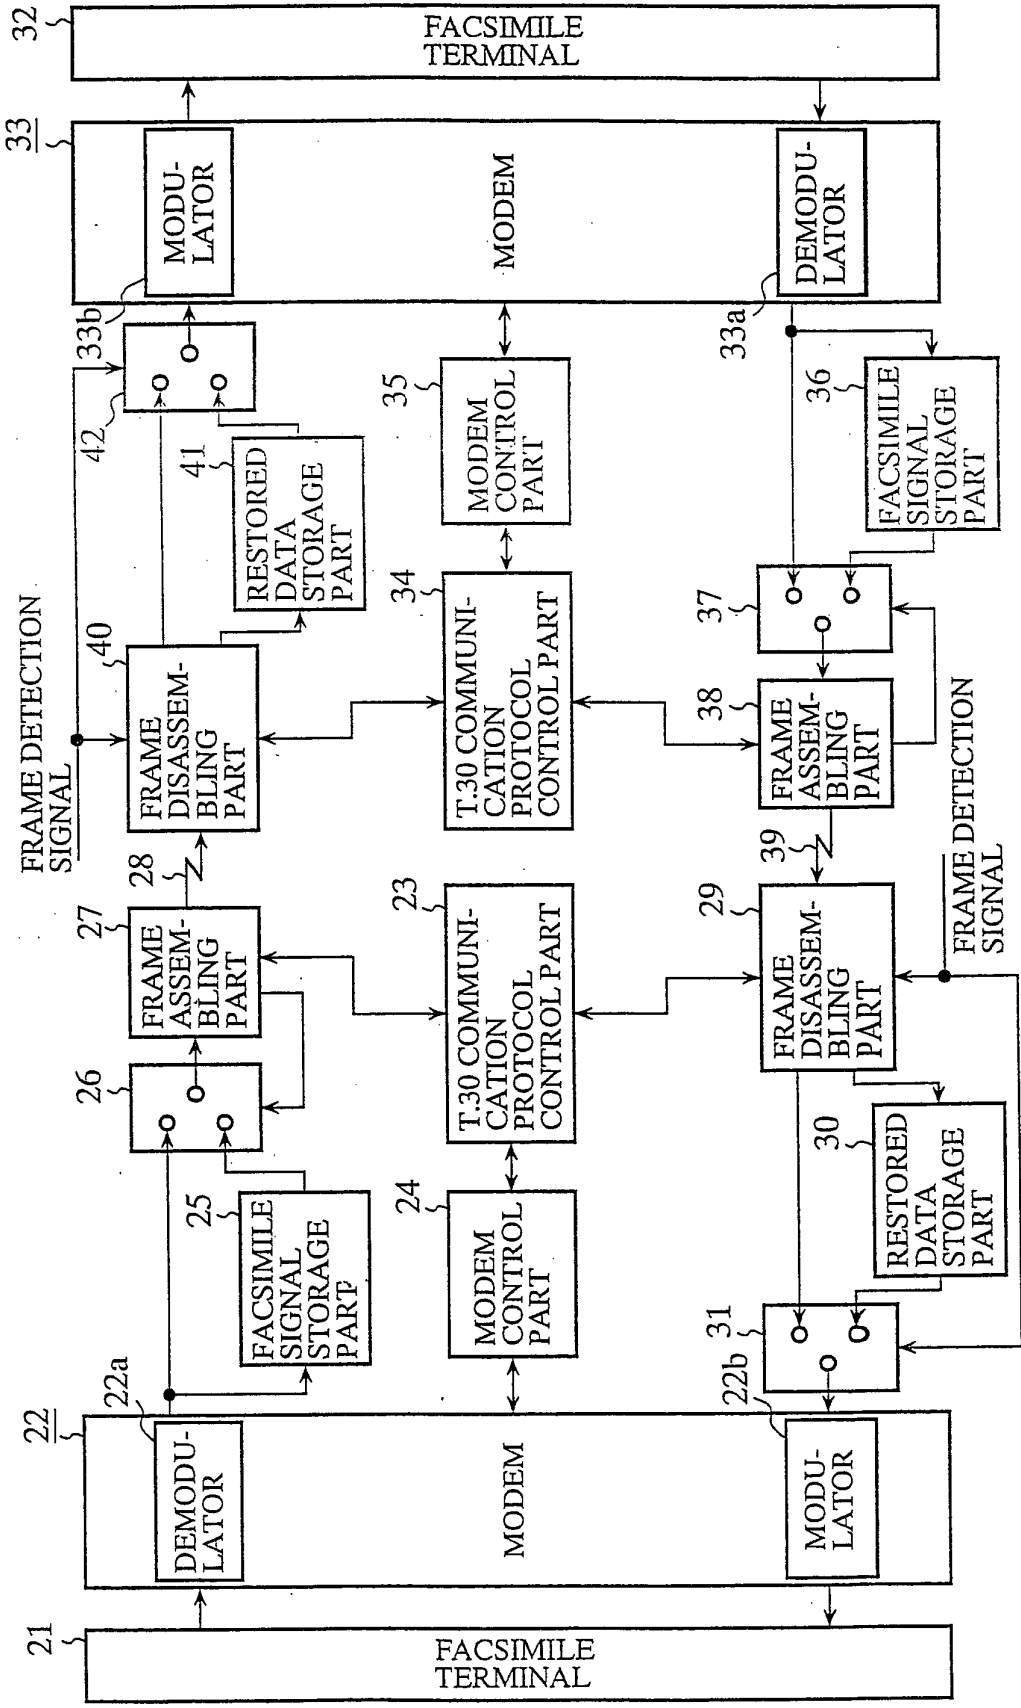 32
FACSIMILE
TERMINAL
33
MODU-
LATOR
MODEM
DEMODU-
LATOR
33b
33a
42
35
MODEM
CONTROL
PART
36
FACSIMILE
SIGNAL
STORAGE
PART
41
RESTORED
DATA
STORAGE
PART
37
34
T.30 COMMUNI-
CATION
PROTOCOL
CONTROL PART
FRAME DETECTION
SIGNAL
40
FRAME
DISASSEM-
BLING
PART
38
FRAME
ASSEM-
BLING
PART
28
39
27
FRAME
ASSEM-
BLING
PART
23
T.30 COMMUNI-
CATION
PROTOCOL
CONTROL PART
29
FRAME
DISASSEM-
BLING
PART
FRAME DETECTION
SIGNAL
26
25
FACSIMILE
SIGNAL
STORAGE
PART
24
MODEM
CONTROL
PART
30
RESTORED
DATA
STORAGE
PART
31
22a
22b
22
DEMODU-
LATOR
MODEM
MODU-
LATOR
21
FACSIMILE
TERMINAL